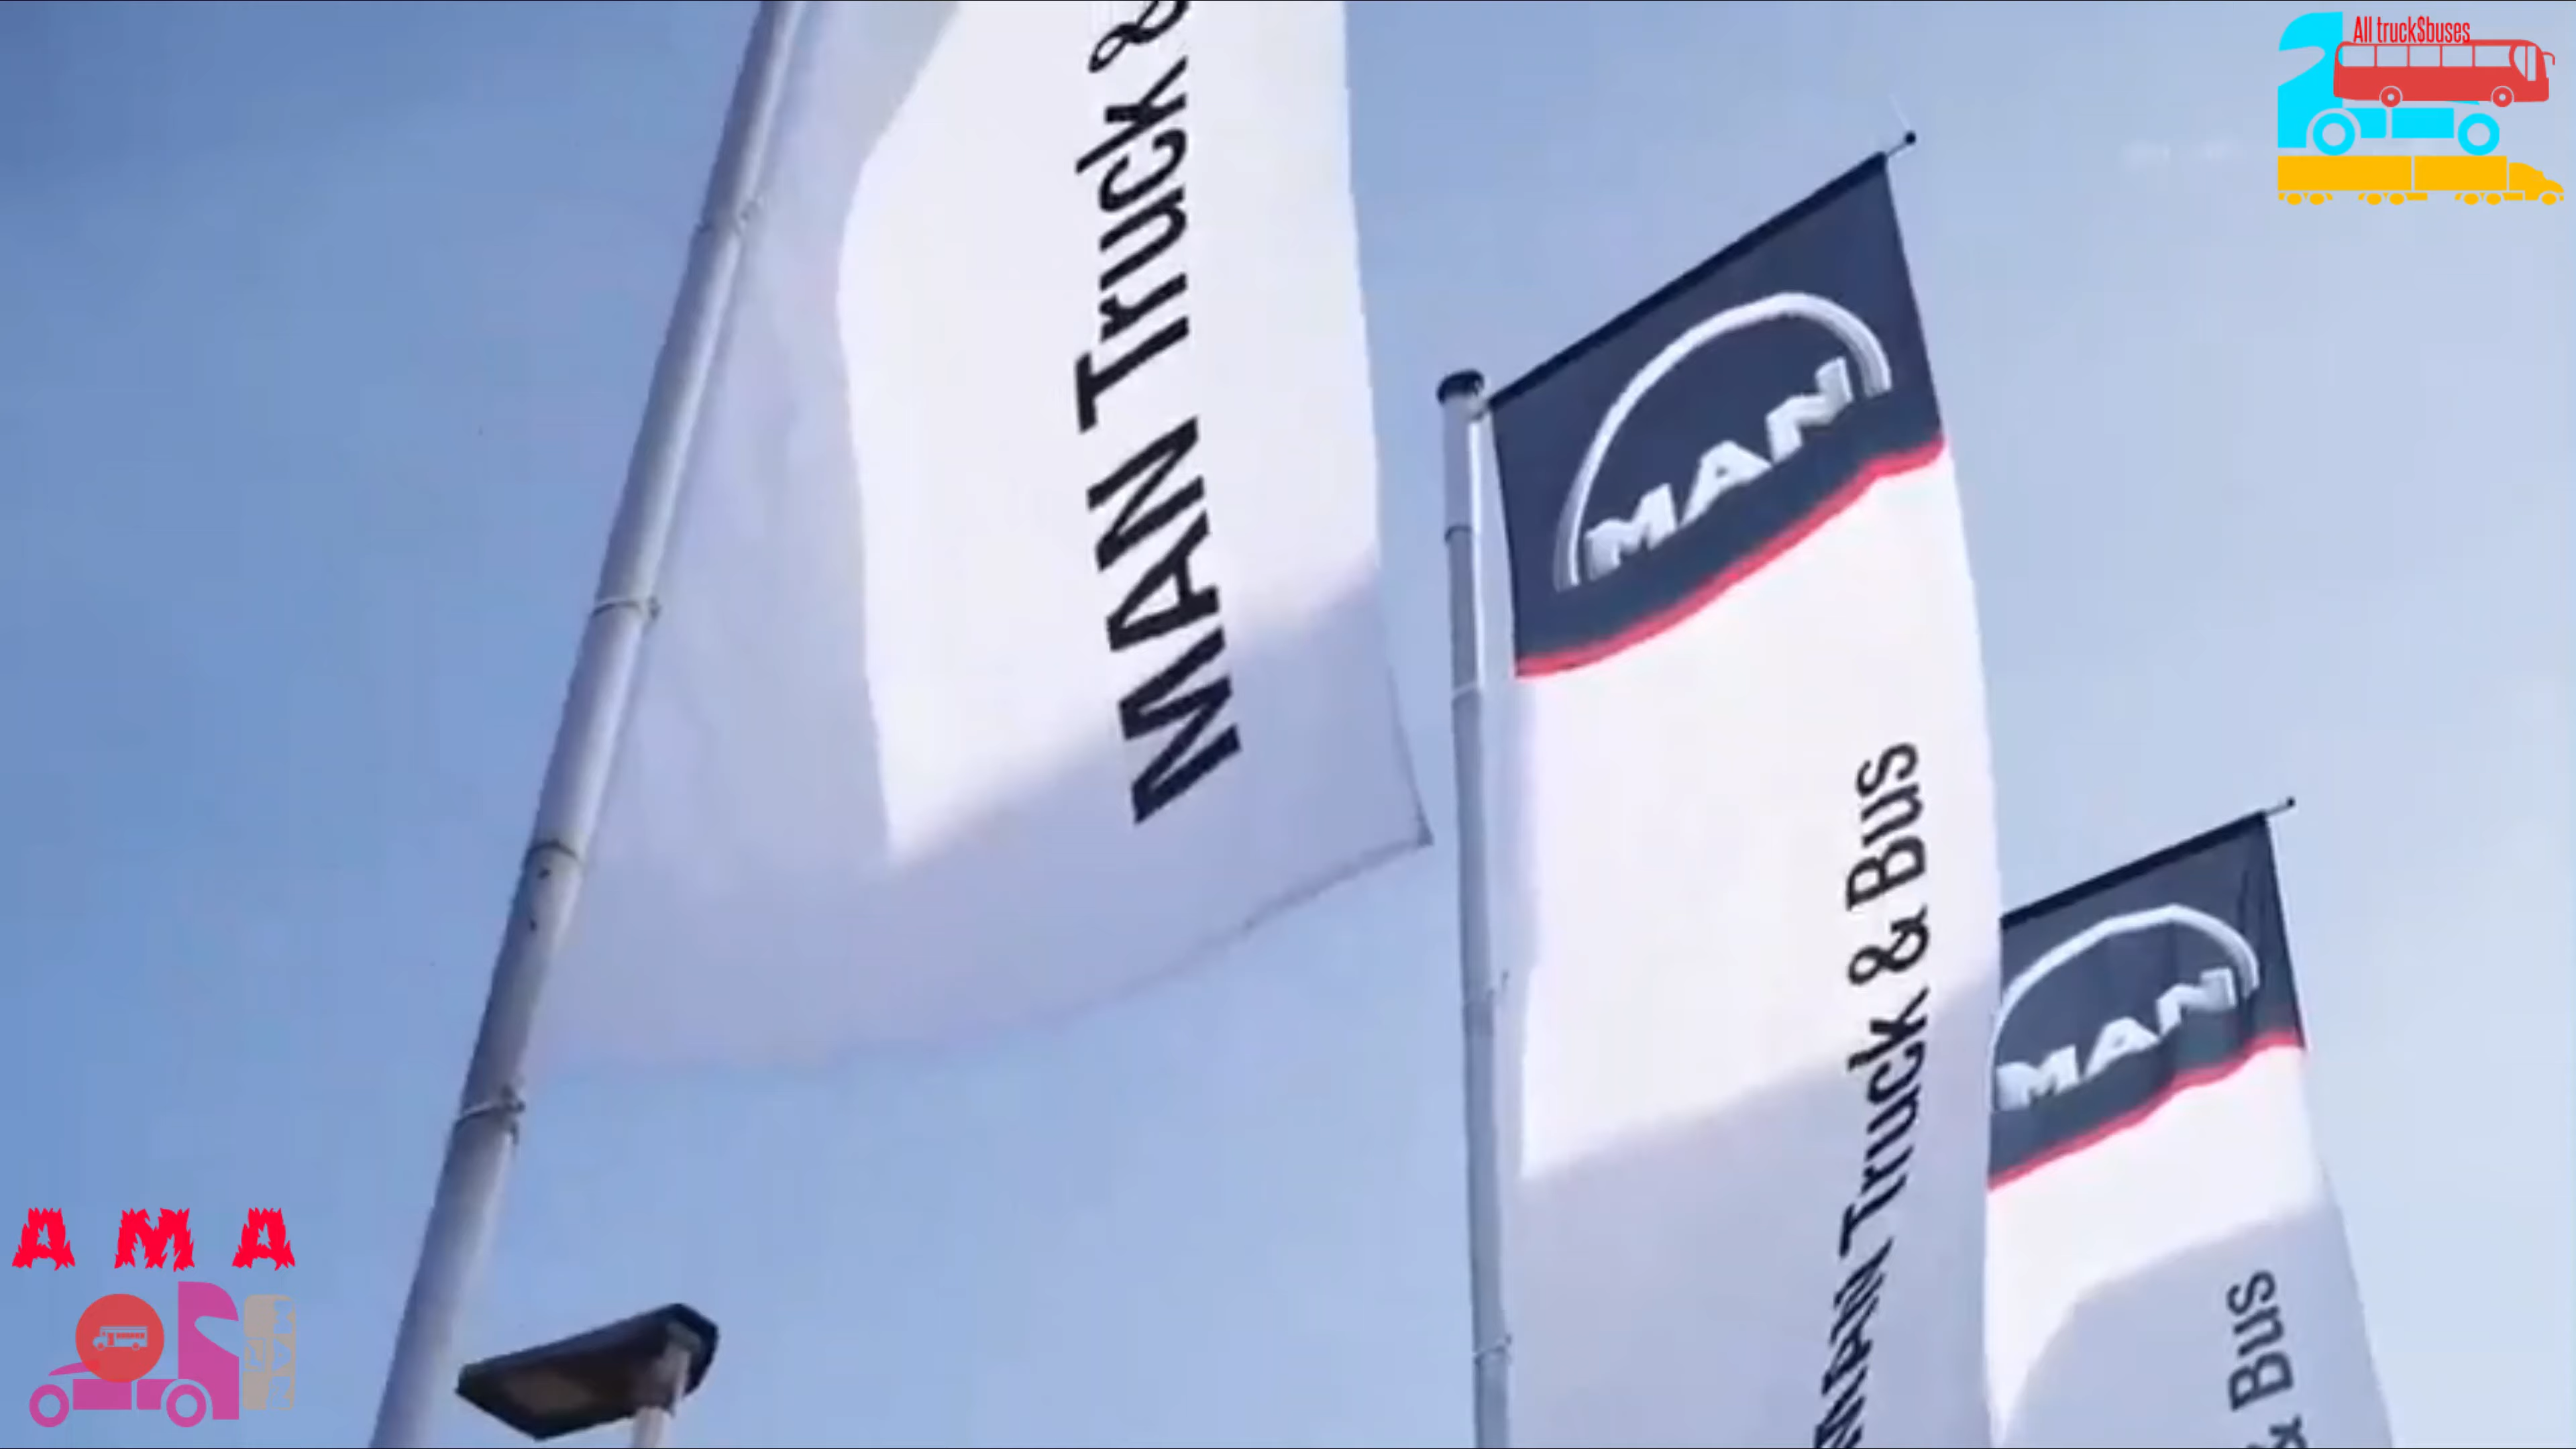 All truck$buses
MAN Truck &
MAN
MAN Truck & Bus
MAN
& Bus
A M A